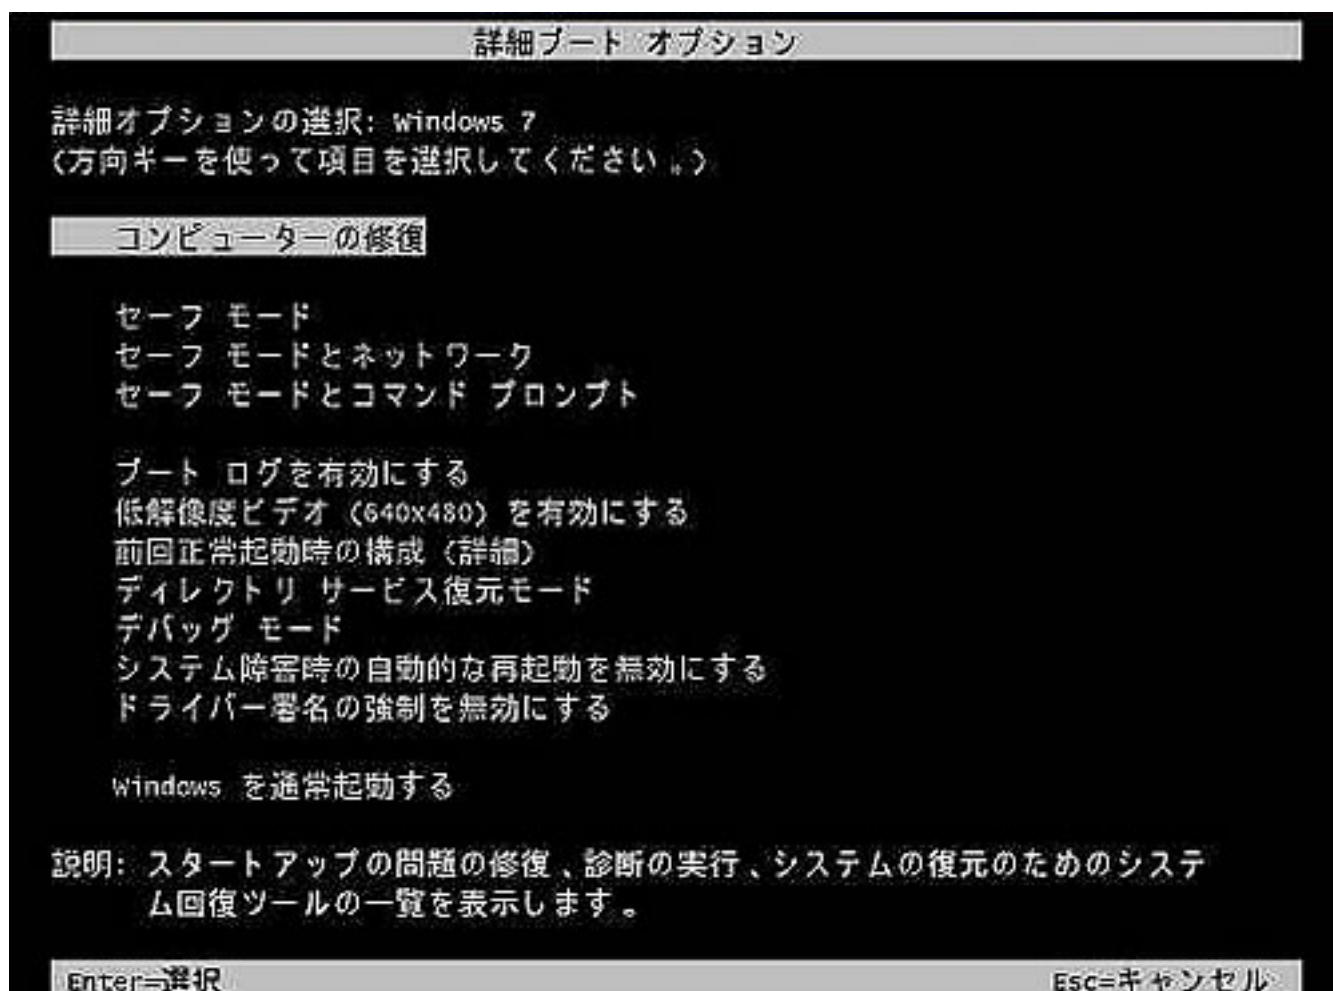 詳細ブート オプション
詳細オプションの選択: Windows 7
(方向キーを使って項目を選択してください。)
コンピューターの修復
セーフ モード
セーフ モードとネットワーク
セーフ モードとコマンド プロンプト
ブート ログを有効にする
低解像度ビデオ (640x480) を有効にする
前回正常起動時の構成 (詳細)
ディレクトリ サービス復元モード
デバッグ モード
システム障害時の自動的な再起動を無効にする
ドライバー署名の強制を無効にする
Windows を通常起動する
説明: スタートアップの問題の修復、診断の実行、システムの復元のためのシステ
ム回復ツールの一覧を表示します。
Enter=選択 Esc=キャンセル